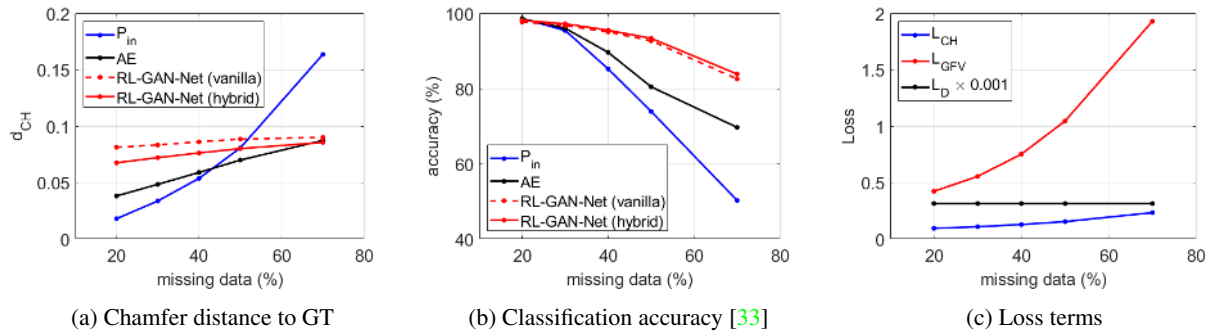 0.2
0.15
0.1
0.05
0
d_CH
P_in
AE
RL-GAN-Net (vanilla)
RL-GAN-Net (hybrid)
20 40 60 80
missing data (%)
(a) Chamfer distance to GT
100
80
60
40
accuracy (%)
P_in
AE
RL-GAN-Net (vanilla)
RL-GAN-Net (hybrid)
20 40 60 80
missing data (%)
(b) Classification accuracy [33]
2
1.5
1
0.5
0
Loss
L_CH
L_GFV
L_D × 0.001
20 40 60 80
missing data (%)
(c) Loss terms